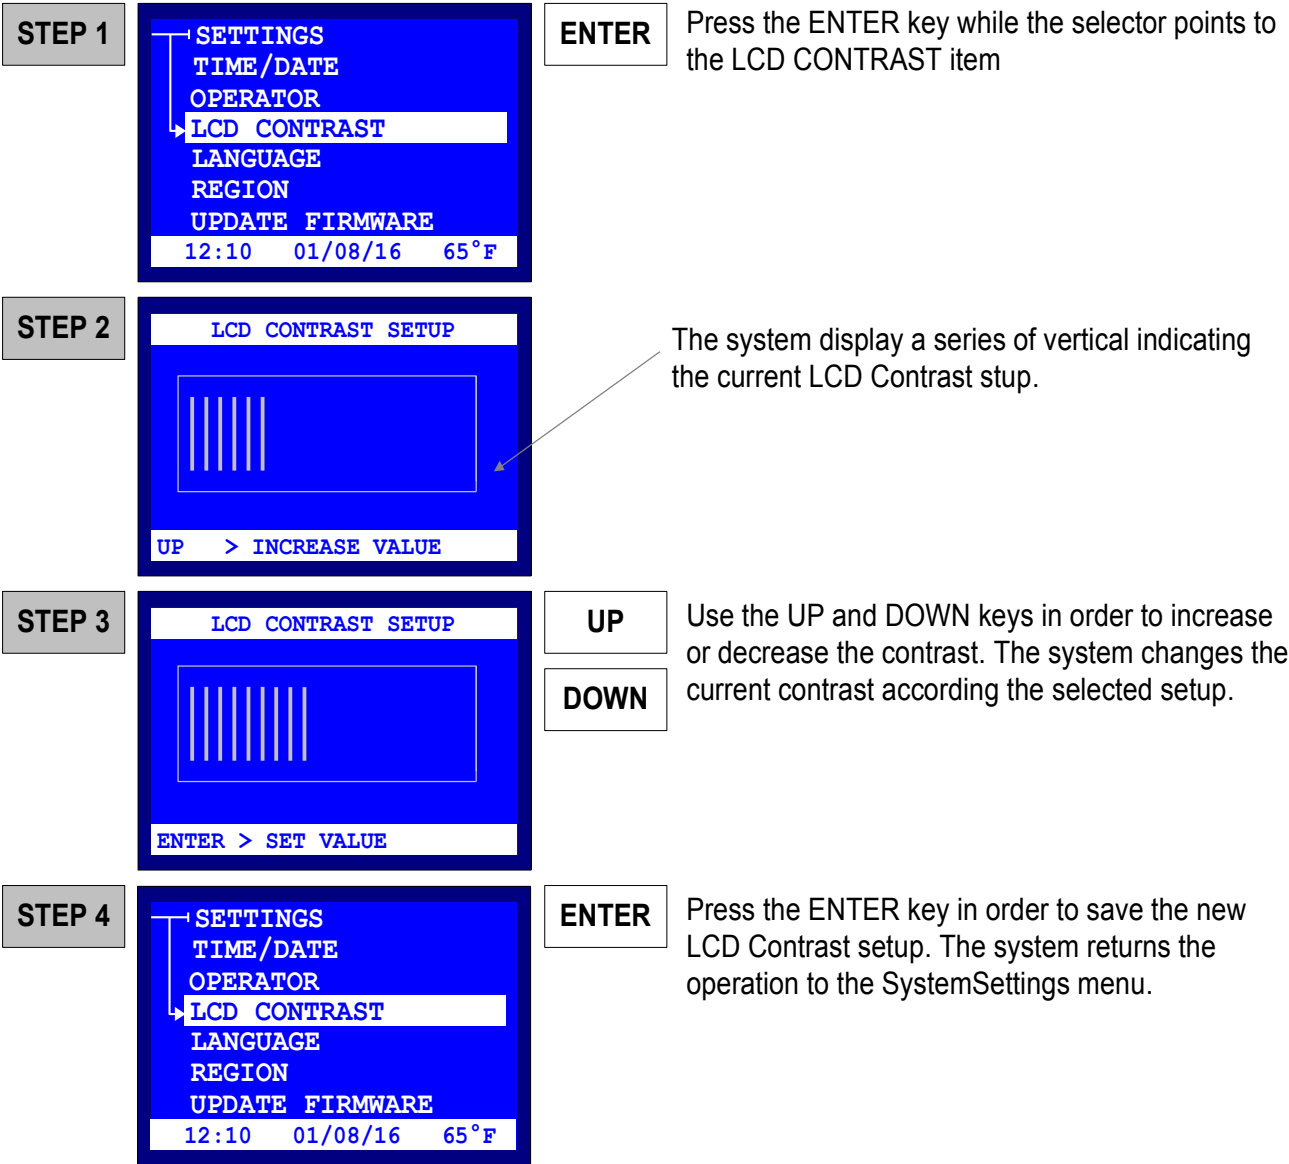 STEP 1
SETTINGS
TIME/DATE
OPERATOR
LCD CONTRAST
LANGUAGE
REGION
UPDATE FIRMWARE
12:10 01/08/16 65°F
ENTER
Press the ENTER key while the selector points to
the LCD CONTRAST item
STEP 2
LCD CONTRAST SETUP
UP > INCREASE VALUE
The system display a series of vertical indicating
the current LCD Contrast stup.
STEP 3
LCD CONTRAST SETUP
ENTER > SET VALUE
UP
DOWN
Use the UP and DOWN keys in order to increase
or decrease the contrast. The system changes the
current contrast according the selected setup.
STEP 4
SETTINGS
TIME/DATE
OPERATOR
LCD CONTRAST
LANGUAGE
REGION
UPDATE FIRMWARE
12:10 01/08/16 65°F
ENTER
Press the ENTER key in order to save the new
LCD Contrast setup. The system returns the
operation to the SystemSettings menu.